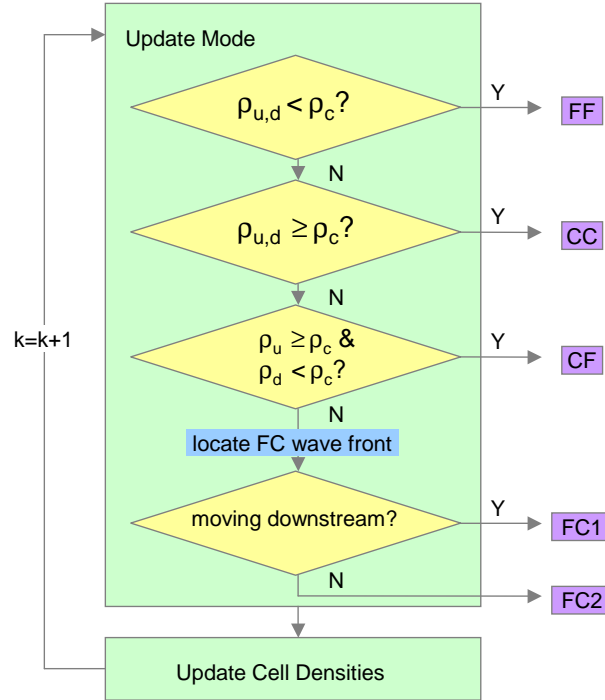 Update Mode
ρu,d < ρc?
Y
FF
N
ρu,d ≥ ρc?
Y
CC
N
k=k+1
ρu ≥ ρc &
ρd < ρc?
Y
CF
N
locate FC wave front
moving downstream?
Y
FC1
N
FC2
Update Cell Densities